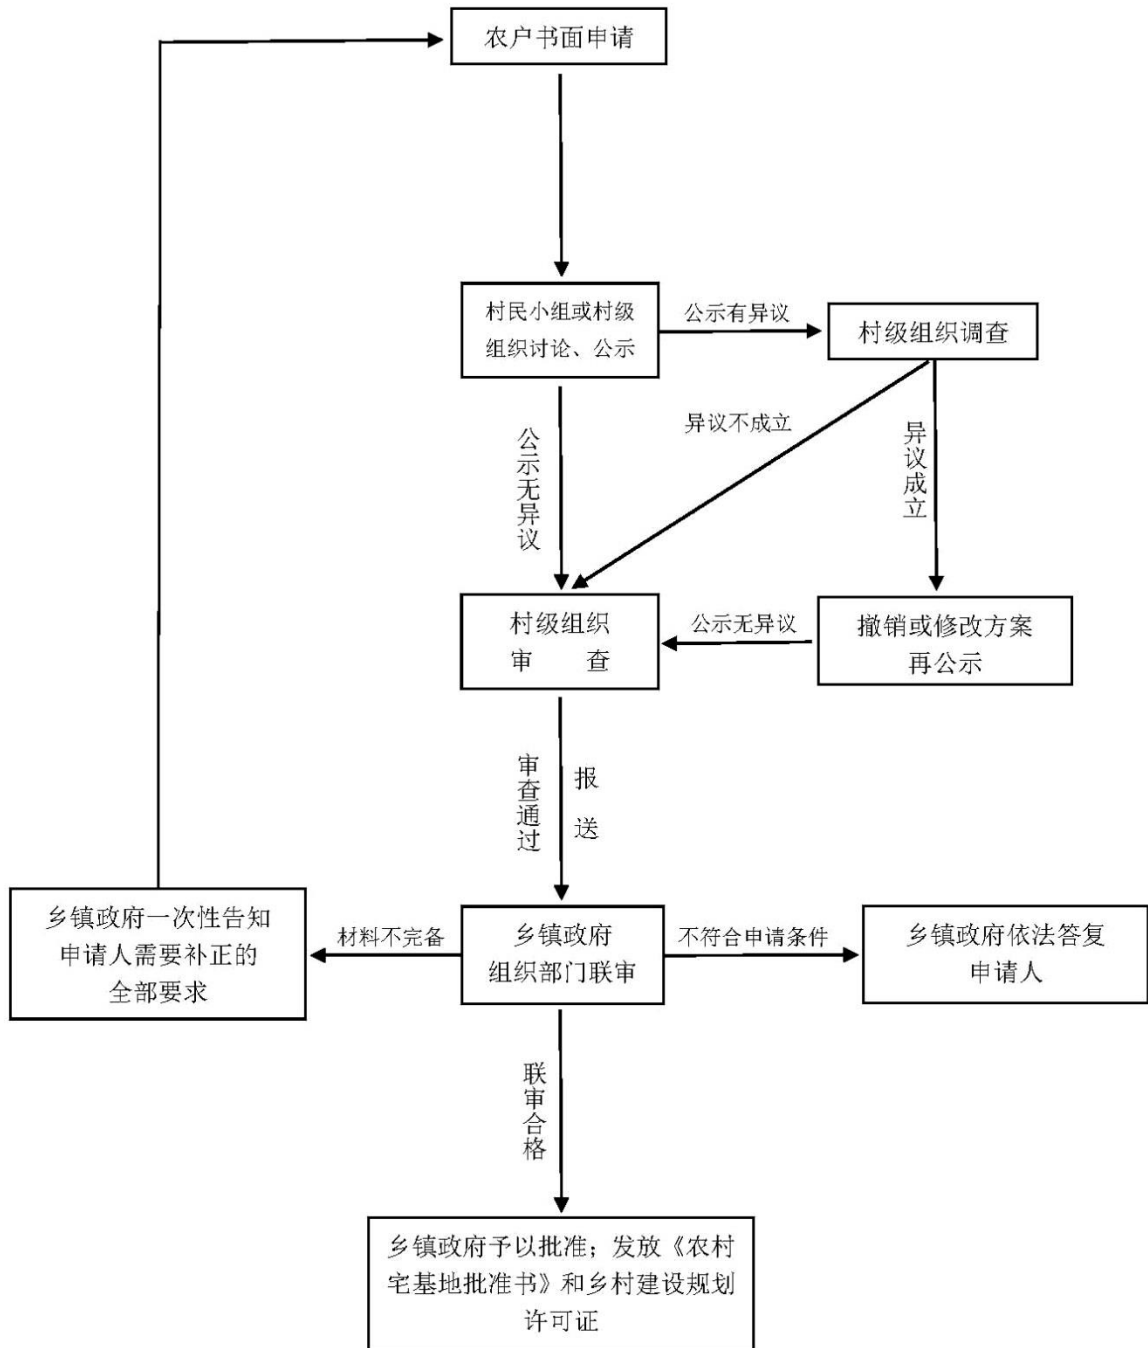 农户书面申请
村民小组或村级
组织讨论、公示
公示有异议
村级组织调查
公示无异议
异议不成立
异议成立
村级组织
审 查
公示无异议
撤销或修改方案
再公示
审查通过
报送
乡镇政府一次性告知
申请人需要补正的
全部要求
材料不完备
乡镇政府
组织部门联审
不符合申请条件
乡镇政府依法答复
申请人
联审合格
乡镇政府予以批准；发放《农村
宅基地批准书》和乡村建设规划
许可证